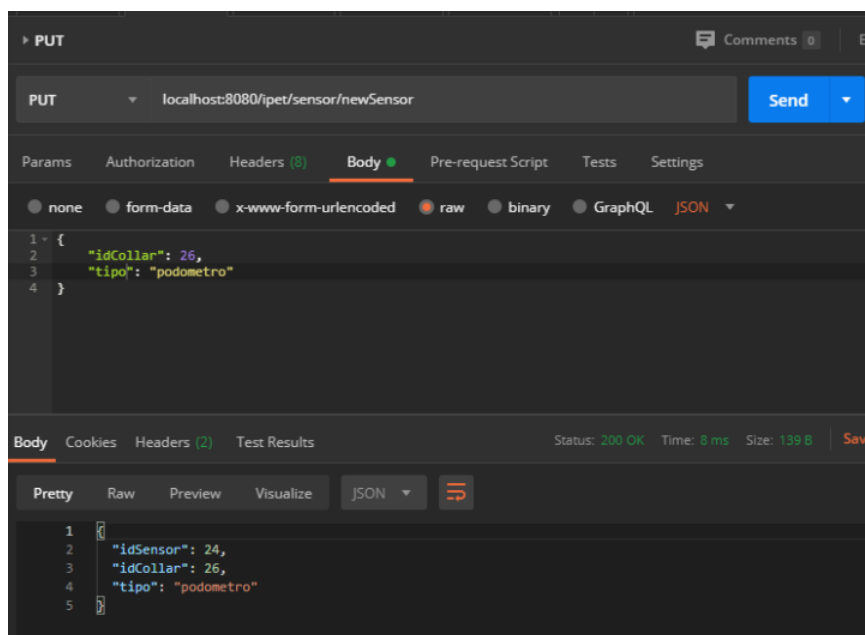 PUT
Comments 0
PUT localhost:8080/ipet/sensor/newSensor Send
Params Authorization Headers (8) Body Pre-request Script Tests Settings
none form-data x-www-form-urlencoded raw binary GraphQL JSON
1 {
2 "idCollar": 26,
3 "tipo": "podometro"
4 }
Body Cookies Headers (2) Test Results Status: 200 OK Time: 8 ms Size: 139 B Sav
Pretty Raw Preview Visualize JSON
1 {
2 "idSensor": 24,
3 "idCollar": 26,
4 "tipo": "podometro"
5 }